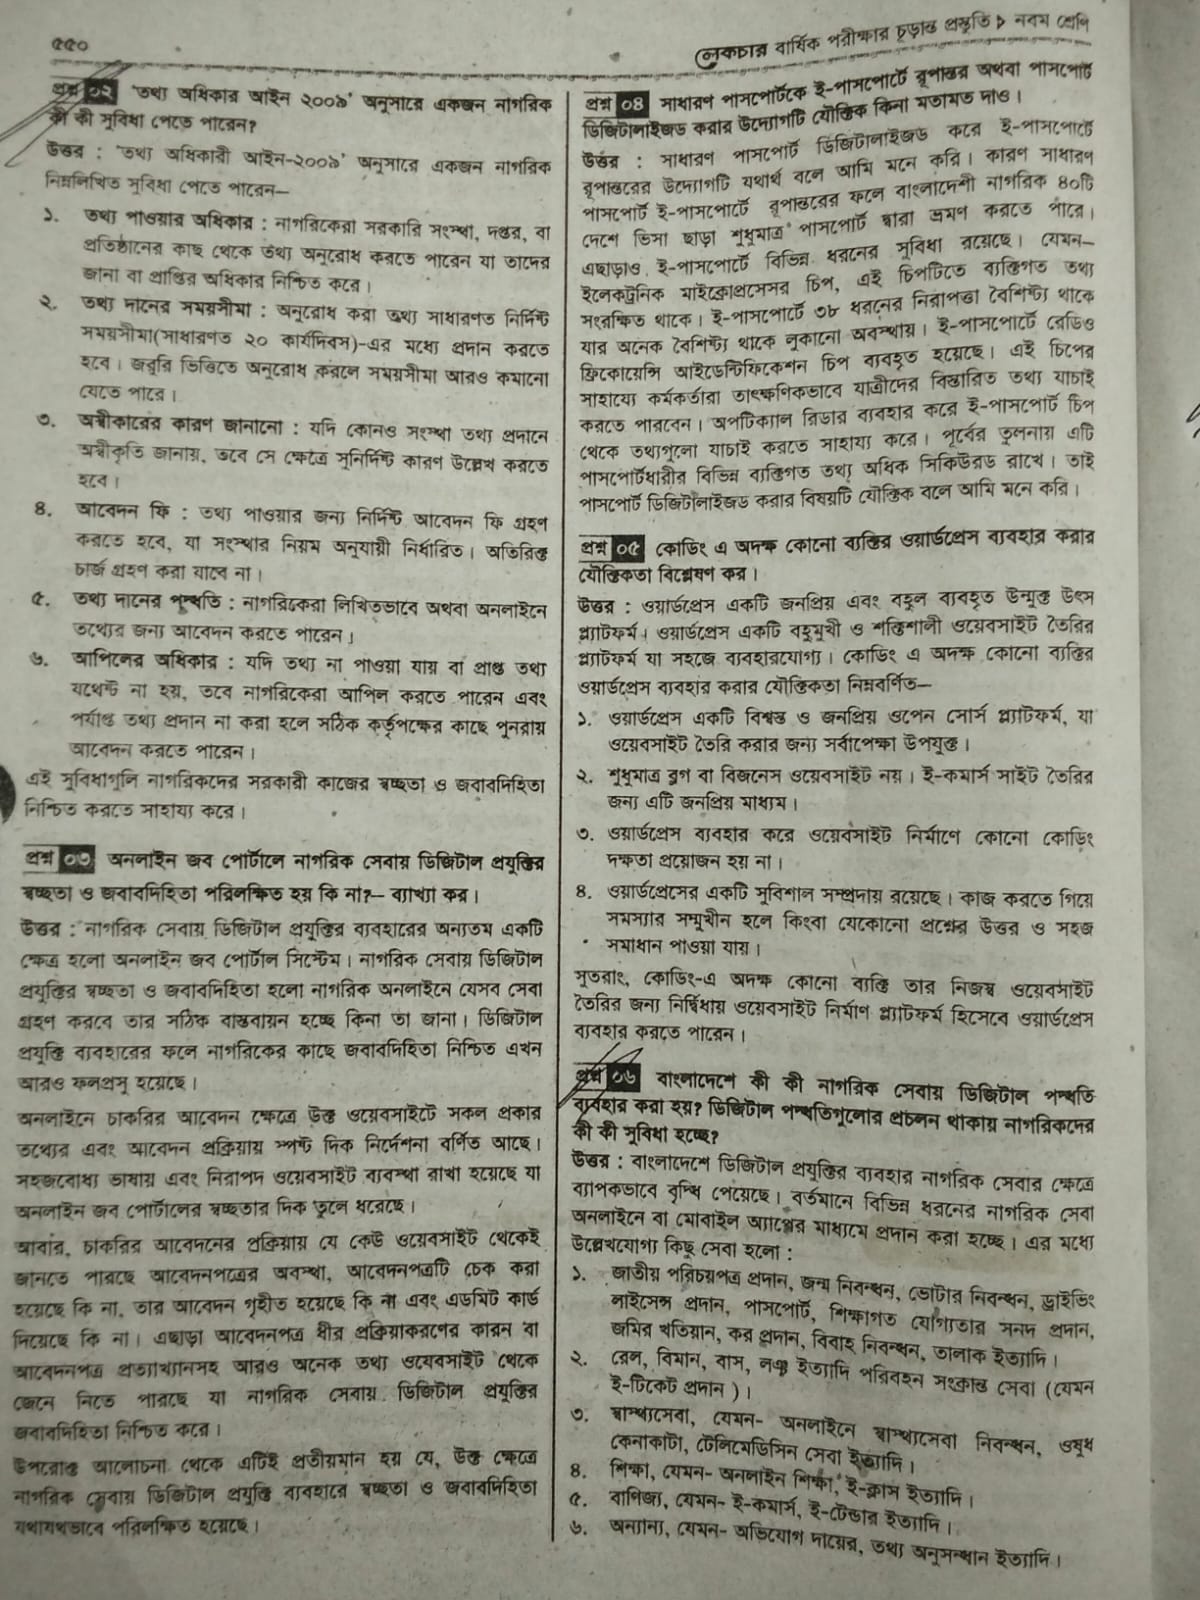 ৫৫০
লেকচার বার্ষিক পরীক্ষার চূড়ান্ত প্রস্তুতি ▷ নবম শ্রেণি
প্রশ্ন ০২ 'তথ্য অধিকার আইন ২০০৯' অনুসারে একজন নাগরিক
কী কী সুবিধা পেতে পারেন?
উত্তর : 'তথ্য অধিকারী আইন-২০০৯' অনুসারে একজন নাগরিক
নিম্নলিখিত সুবিধা পেতে পারেন—
১. তথ্য পাওয়ার অধিকার : নাগরিকেরা সরকারি সংস্থা, দপ্তর, বা
প্রতিষ্ঠানের কাছ থেকে তথ্য অনুরোধ করতে পারেন যা তাদের
জানা বা প্রাপ্তির অধিকার নিশ্চিত করে।
২. তথ্য দানের সময়সীমা : অনুরোধ করা তথ্য সাধারণত নির্দিষ্ট
সময়সীমা(সাধারণত ২০ কার্যদিবস)-এর মধ্যে প্রদান করতে
হবে। জরুরি ভিত্তিতে অনুরোধ করলে সময়সীমা আরও কমানো
যেতে পারে।
৩. অস্বীকারের কারণ জানানো : যদি কোনও সংস্থা তথ্য প্রদানে
অস্বীকৃতি জানায়, তবে সে ক্ষেত্রে সুনির্দিষ্ট কারণ উল্লেখ করতে
হবে।
৪. আবেদন ফি : তথ্য পাওয়ার জন্য নির্দিষ্ট আবেদন ফি গ্রহণ
করতে হবে, যা সংস্থার নিয়ম অনুযায়ী নির্ধারিত। অতিরিক্ত
চার্জ গ্রহণ করা যাবে না।
৫. তথ্য দানের পদ্ধতি : নাগরিকেরা লিখিতভাবে অথবা অনলাইনে
তথ্যের জন্য আবেদন করতে পারেন।
৬. আপিলের অধিকার : যদি তথ্য না পাওয়া যায় বা প্রাপ্ত তথ্য
যথেষ্ট না হয়, তবে নাগরিকেরা আপিল করতে পারেন এবং
পর্যাপ্ত তথ্য প্রদান না করা হলে সঠিক কর্তৃপক্ষের কাছে পুনরায়
আবেদন করতে পারেন।
এই সুবিধাগুলি নাগরিকদের সরকারী কাজের স্বচ্ছতা ও জবাবদিহিতা
নিশ্চিত করতে সাহায্য করে।
প্রশ্ন ০৩ অনলাইন জব পোর্টালে নাগরিক সেবায় ডিজিটাল প্রযুক্তির
স্বচ্ছতা ও জবাবদিহিতা পরিলক্ষিত হয় কি না?— ব্যাখ্যা কর।
উত্তর : নাগরিক সেবায় ডিজিটাল প্রযুক্তির ব্যবহারের অন্যতম একটি
ক্ষেত্র হলো অনলাইন জব পোর্টাল সিস্টেম। নাগরিক সেবায় ডিজিটাল
প্রযুক্তির স্বচ্ছতা ও জবাবদিহিতা হলো নাগরিক অনলাইনে যেসব সেবা
গ্রহণ করবে তার সঠিক বাস্তবায়ন হচ্ছে কিনা তা জানা। ডিজিটাল
প্রযুক্তি ব্যবহারের ফলে নাগরিকের কাছে জবাবদিহিতা নিশ্চিত এখন
আরও ফলপ্রসু হয়েছে।
অনলাইনে চাকরির আবেদন ক্ষেত্রে উক্ত ওয়েবসাইটে সকল প্রকার
তথ্যের এবং আবেদন প্রক্রিয়ায় স্পষ্ট দিক নির্দেশনা বর্ণিত আছে।
সহজবোধ্য ভাষায় এবং নিরাপদ ওয়েবসাইট ব্যবস্থা রাখা হয়েছে যা
অনলাইন জব পোর্টালের স্বচ্ছতার দিক তুলে ধরেছে।
আবার, চাকরির আবেদনের প্রক্রিয়ায় যে কেউ ওয়েবসাইট থেকেই
জানতে পারছে আবেদনপত্রের অবস্থা, আবেদনপত্রটি চেক করা
হয়েছে কি না, তার আবেদন গৃহীত হয়েছে কি না এবং এডমিট কার্ড
দিয়েছে কি না। এছাড়া আবেদনপত্র ধীর প্রক্রিয়াকরণের কারন বা
আবেদনপত্র প্রত্যাখ্যানসহ আরও অনেক তথ্য ওয়েবসাইট থেকে
জেনে নিতে পারছে যা নাগরিক সেবায় ডিজিটাল প্রযুক্তির
জবাবদিহিতা নিশ্চিত করে।
উপরোক্ত আলোচনা থেকে এটিই প্রতীয়মান হয় যে, উক্ত ক্ষেত্রে
নাগরিক সেবায় ডিজিটাল প্রযুক্তি ব্যবহারে স্বচ্ছতা ও জবাবদিহিতা
যথাযথভাবে পরিলক্ষিত হয়েছে।
প্রশ্ন ০৪ সাধারণ পাসপোর্টকে ই-পাসপোর্টে রূপান্তর অথবা পাসপোর্ট
ডিজিটালাইজড করার উদ্যোগটি যৌক্তিক কিনা মতামত দাও।
উত্তর : সাধারণ পাসপোর্ট ডিজিটালাইজড করে ই-পাসপোর্টে
রূপান্তরের উদ্যোগটি যথার্থ বলে আমি মনে করি। কারণ সাধারণ
পাসপোর্ট ই-পাসপোর্টে রূপান্তরের ফলে বাংলাদেশী নাগরিক ৪০টি
দেশে ভিসা ছাড়া শুধুমাত্র পাসপোর্ট দ্বারা ভ্রমণ করতে পারে।
এছাড়াও ই-পাসপোর্টে বিভিন্ন ধরনের সুবিধা রয়েছে। যেমন—
ইলেকট্রনিক মাইক্রোপ্রসেসর চিপ, এই চিপটিতে ব্যক্তিগত তথ্য
সংরক্ষিত থাকে। ই-পাসপোর্টে ৩৮ ধরনের নিরাপত্তা বৈশিষ্ট্য থাকে
যার অনেক বৈশিষ্ট্য থাকে লুকানো অবস্থায়। ই-পাসপোর্টে রেডিও
ফ্রিকোয়েন্সি আইডেন্টিফিকেশন চিপ ব্যবহৃত হয়েছে। এই চিপের
সাহায্যে কর্মকর্তারা তাৎক্ষণিকভাবে যাত্রীদের বিস্তারিত তথ্য যাচাই
করতে পারবেন। অপটিক্যাল রিডার ব্যবহার করে ই-পাসপোর্ট চিপ
থেকে তথ্যগুলো যাচাই করতে সাহায্য করে। পূর্বের তুলনায় এটি
পাসপোর্টধারীর বিভিন্ন ব্যক্তিগত তথ্য অধিক সিকিউরড রাখে। তাই
পাসপোর্ট ডিজিটালাইজড করার বিষয়টি যৌক্তিক বলে আমি মনে করি।
প্রশ্ন ০৫ কোডিং এ অদক্ষ কোনো ব্যক্তির ওয়ার্ডপ্রেস ব্যবহার করার
যৌক্তিকতা বিশ্লেষণ কর।
উত্তর : ওয়ার্ডপ্রেস একটি জনপ্রিয় এবং বহুল ব্যবহৃত উন্মুক্ত উৎস
প্ল্যাটফর্ম। ওয়ার্ডপ্রেস একটি বহুমুখী ও শক্তিশালী ওয়েবসাইট তৈরির
প্ল্যাটফর্ম যা সহজে ব্যবহারযোগ্য। কোডিং এ অদক্ষ কোনো ব্যক্তির
ওয়ার্ডপ্রেস ব্যবহার করার যৌক্তিকতা নিম্নবর্ণিত—
১. ওয়ার্ডপ্রেস একটি বিশ্বস্ত ও জনপ্রিয় ওপেন সোর্স প্ল্যাটফর্ম, যা
ওয়েবসাইট তৈরি করার জন্য সর্বাপেক্ষা উপযুক্ত।
২. শুধুমাত্র ব্লগ বা বিজনেস ওয়েবসাইট নয়। ই-কমার্স সাইট তৈরির
জন্য এটি জনপ্রিয় মাধ্যম।
৩. ওয়ার্ডপ্রেস ব্যবহার করে ওয়েবসাইট নির্মাণে কোনো কোডিং
দক্ষতা প্রয়োজন হয় না।
৪. ওয়ার্ডপ্রেসের একটি সুবিশাল সম্প্রদায় রয়েছে। কাজ করতে গিয়ে
সমস্যার সম্মুখীন হলে কিংবা যেকোনো প্রশ্নের উত্তর ও সহজ
সমাধান পাওয়া যায়।
সুতরাং, কোডিং-এ অদক্ষ কোনো ব্যক্তি তার নিজস্ব ওয়েবসাইট
তৈরির জন্য নির্দ্বিধায় ওয়েবসাইট নির্মাণ প্ল্যাটফর্ম হিসেবে ওয়ার্ডপ্রেস
ব্যবহার করতে পারেন।
প্রশ্ন ০৬ বাংলাদেশে কী কী নাগরিক সেবায় ডিজিটাল পদ্ধতি
ব্যবহার করা হয়? ডিজিটাল পদ্ধতিগুলোর প্রচলন থাকায় নাগরিকদের
কী কী সুবিধা হচ্ছে?
উত্তর : বাংলাদেশে ডিজিটাল প্রযুক্তির ব্যবহার নাগরিক সেবার ক্ষেত্রে
ব্যাপকভাবে বৃদ্ধি পেয়েছে। বর্তমানে বিভিন্ন ধরনের নাগরিক সেবা
অনলাইনে বা মোবাইল অ্যাপের মাধ্যমে প্রদান করা হচ্ছে। এর মধ্যে
উল্লেখযোগ্য কিছু সেবা হলো :
১. জাতীয় পরিচয়পত্র প্রদান, জন্ম নিবন্ধন, ভোটার নিবন্ধন, ড্রাইভিং
লাইসেন্স প্রদান, পাসপোর্ট, শিক্ষাগত যোগ্যতার সনদ প্রদান,
জমির খতিয়ান, কর প্রদান, বিবাহ নিবন্ধন, তালাক ইত্যাদি।
২. রেল, বিমান, বাস, লঞ্চ ইত্যাদি পরিবহন সংক্রান্ত সেবা (যেমন
ই-টিকেট প্রদান)।
৩. স্বাস্থ্যসেবা, যেমন- অনলাইনে স্বাস্থ্যসেবা নিবন্ধন, ওষুধ
কেনাকাটা, টেলিমেডিসিন সেবা ইত্যাদি।
৪. শিক্ষা, যেমন- অনলাইন শিক্ষা, ই-ক্লাস ইত্যাদি।
৫. বাণিজ্য, যেমন- ই-কমার্স, ই-টেন্ডার ইত্যাদি।
৬. অন্যান্য, যেমন- অভিযোগ দায়ের, তথ্য অনুসন্ধান ইত্যাদি।